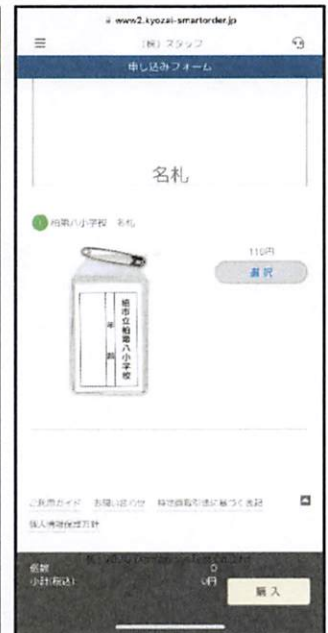 www2.kyozai-smartorder.jp
(株)スタッフ
申し込みフォーム
名札
柏第八小学校 名札
110円
選択
柏市立柏第八小学校
年 組
ご利用ガイド お問い合わせ 特定商取引法に基づく表記
個人情報保護方針
個数 0
小計(税込) 0円
購入